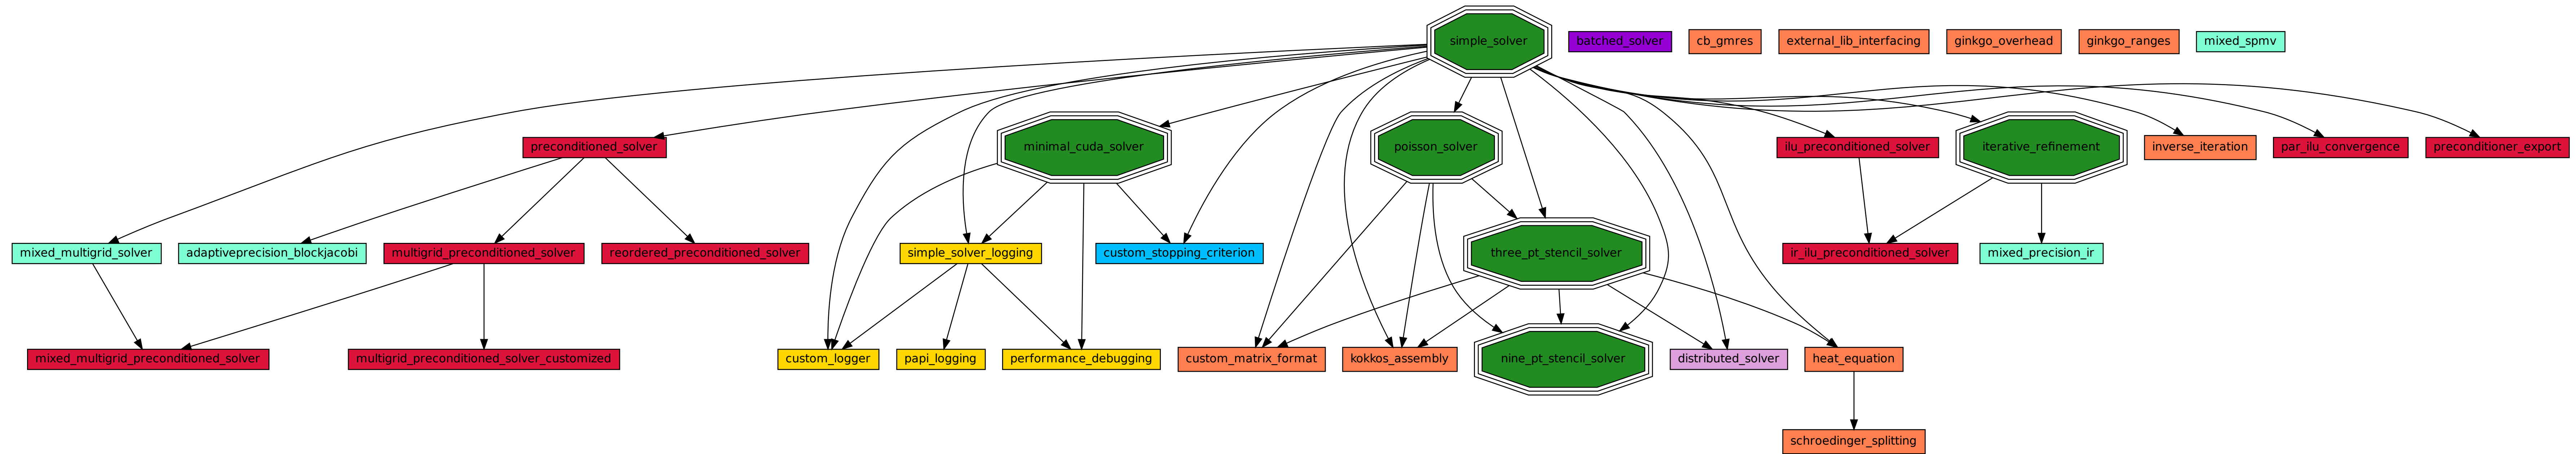 simple_solver
batched_solver
cb_gmres
external_lib_interfacing
ginkgo_overhead
ginkgo_ranges
mixed_spmv
preconditioned_solver
minimal_cuda_solver
poisson_solver
ilu_preconditioned_solver
iterative_refinement
inverse_iteration
par_ilu_convergence
preconditioner_export
mixed_multigrid_solver
adaptiveprecision_blockjacobi
multigrid_preconditioned_solver
reordered_preconditioned_solver
simple_solver_logging
custom_stopping_criterion
three_pt_stencil_solver
ir_ilu_preconditioned_solver
mixed_precision_ir
mixed_multigrid_preconditioned_solver
multigrid_preconditioned_solver_customized
custom_logger
papi_logging
performance_debugging
custom_matrix_format
kokkos_assembly
nine_pt_stencil_solver
distributed_solver
heat_equation
schroedinger_splitting